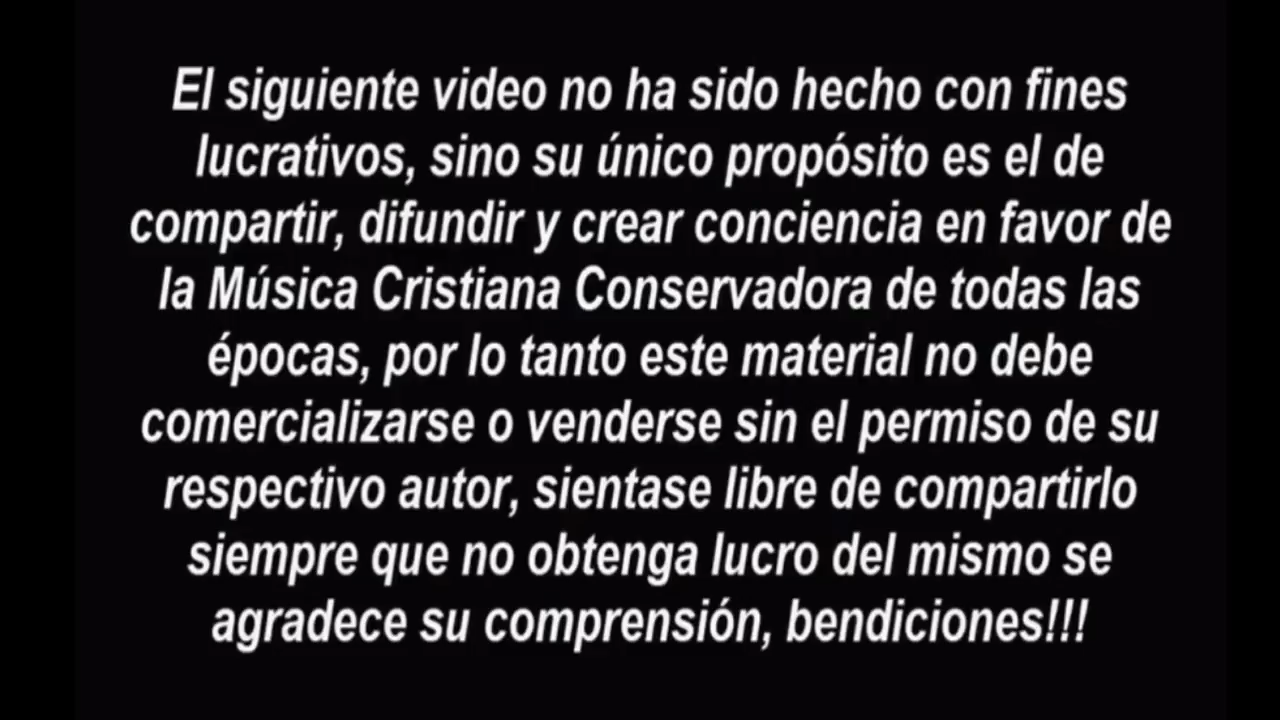 El siguiente video no ha sido hecho con fines
lucrativos, sino su único propósito es el de
compartir, difundir y crear conciencia en favor de
la Música Cristiana Conservadora de todas las
épocas, por lo tanto este material no debe
comercializarse o venderse sin el permiso de su
respectivo autor, sientase libre de compartirlo
siempre que no obtenga lucro del mismo se
agradece su comprensión, bendiciones!!!